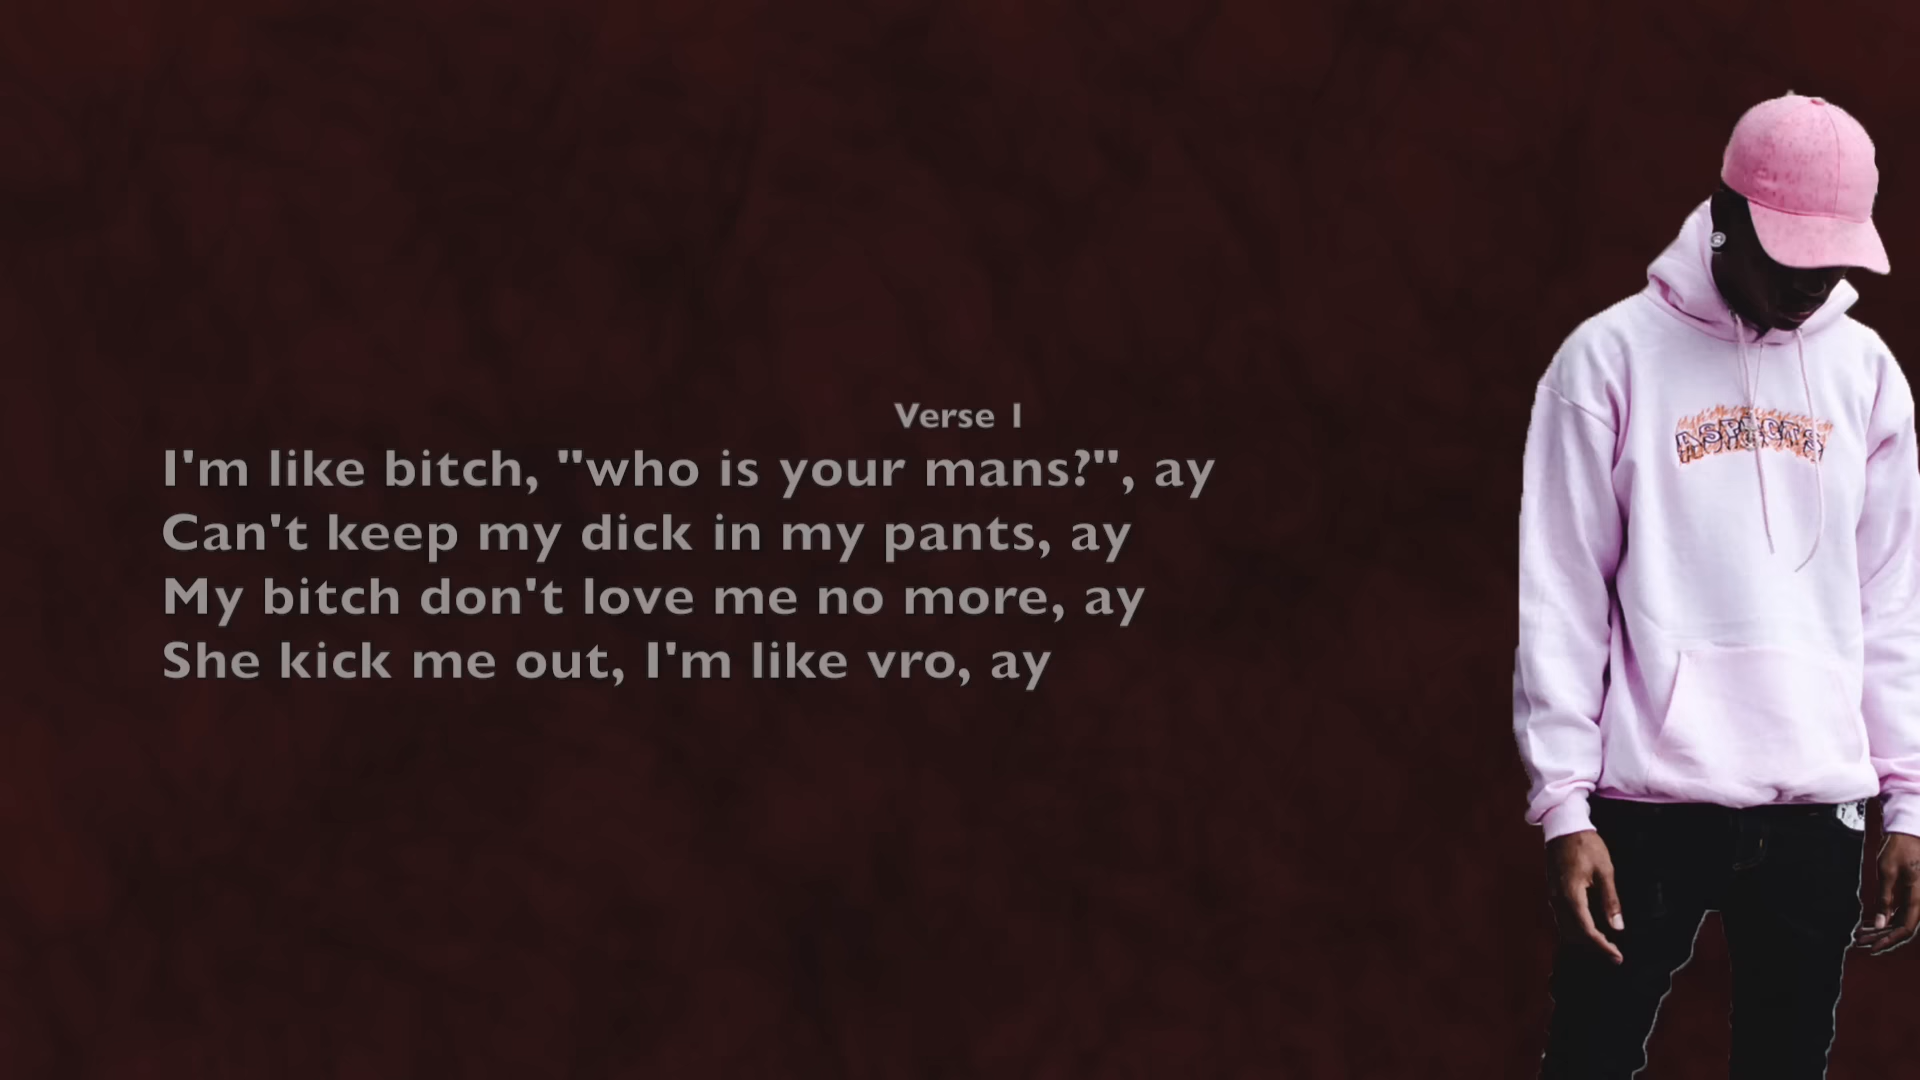 Verse 1
I'm like bitch, "who is your mans?", ay
Can't keep my dick in my pants, ay
My bitch don't love me no more, ay
She kick me out, I'm like vro, ay
ASPECTS